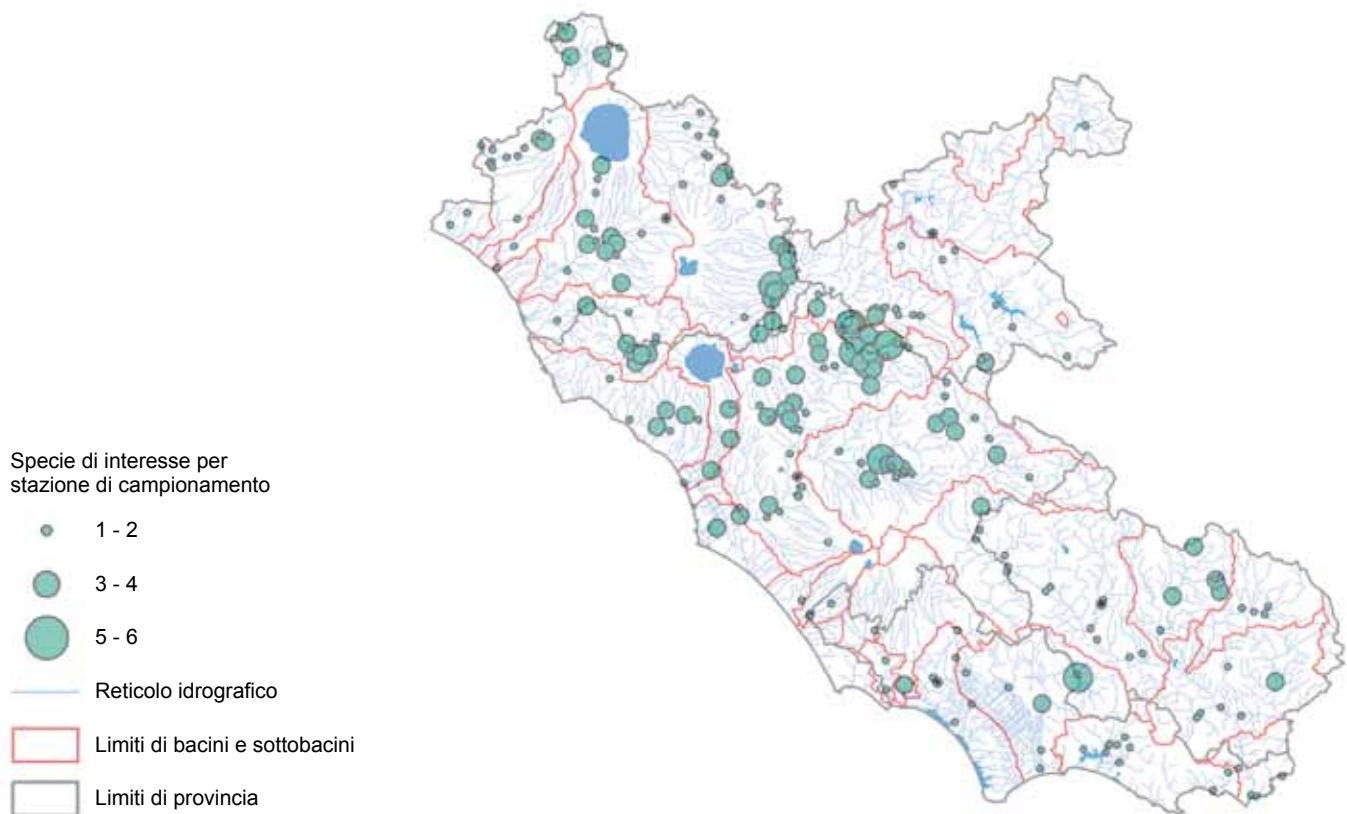 Specie di interesse per
stazione di campionamento
1 - 2
3 - 4
5 - 6
Reticolo idrografico
Limiti di bacini e sottobacini
Limiti di provincia